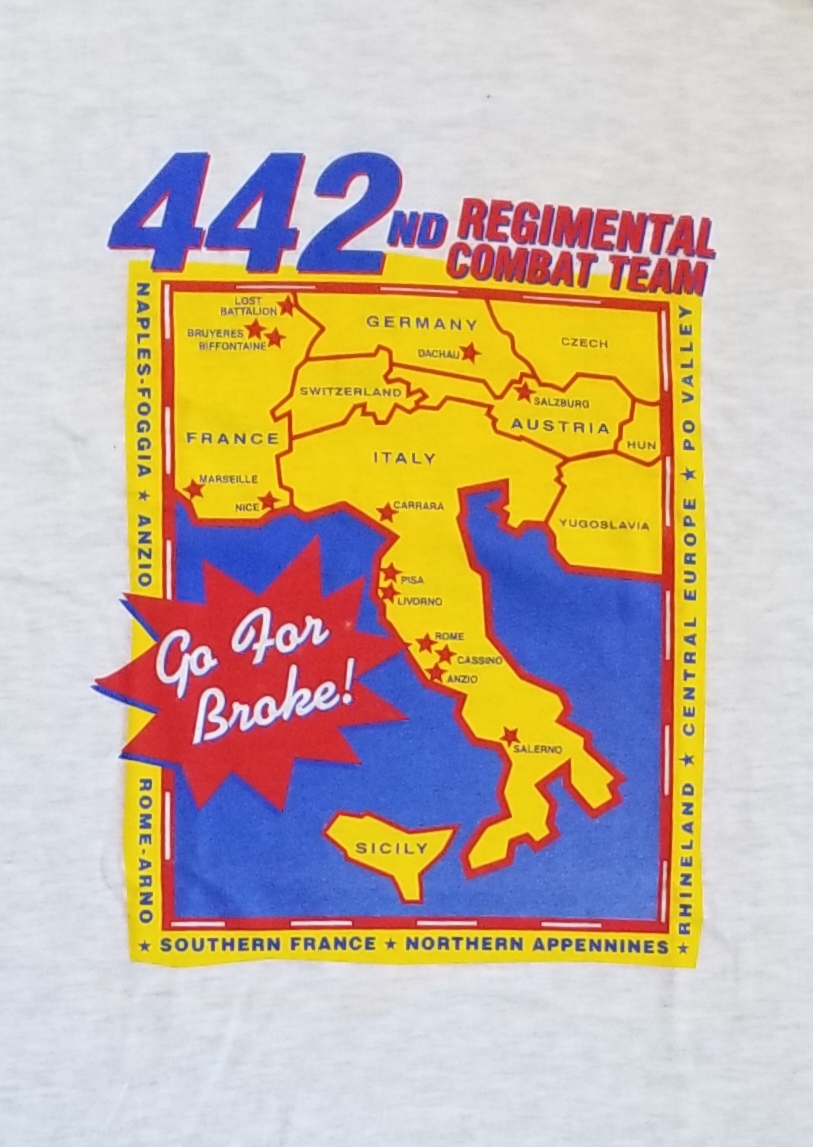 442ND REGIMENTAL
COMBAT TEAM
NAPLES-FOGGIA ★ ANZIO
ROME-ARNO
★ SOUTHERN FRANCE ★ NORTHERN APPENNINES ★
RHINELAND ★ CENTRAL EUROPE ★ PO VALLEY
LOST
BATTALION
BRUYERES
BIFFONTAINE
GERMANY
DACHAU
CZECH
SWITZERLAND
SALZBURG
AUSTRIA
HUN
FRANCE
ITALY
MARSEILLE
NICE
CARRARA
YUGOSLAVIA
PISA
LIVORNO
ROME
CASSINO
ANZIO
SALERNO
SICILY
Go For
Broke!